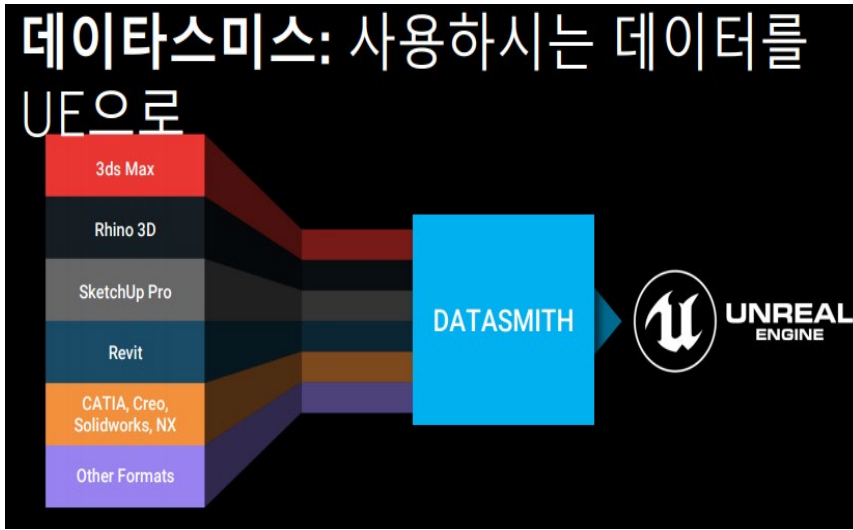 데이타스미스: 사용하시는 데이터를
UE으로
3ds Max
Rhino 3D
SketchUp Pro
Revit
CATIA, Creo,
Solidworks, NX
Other Formats
DATASMITH
UNREAL
ENGINE